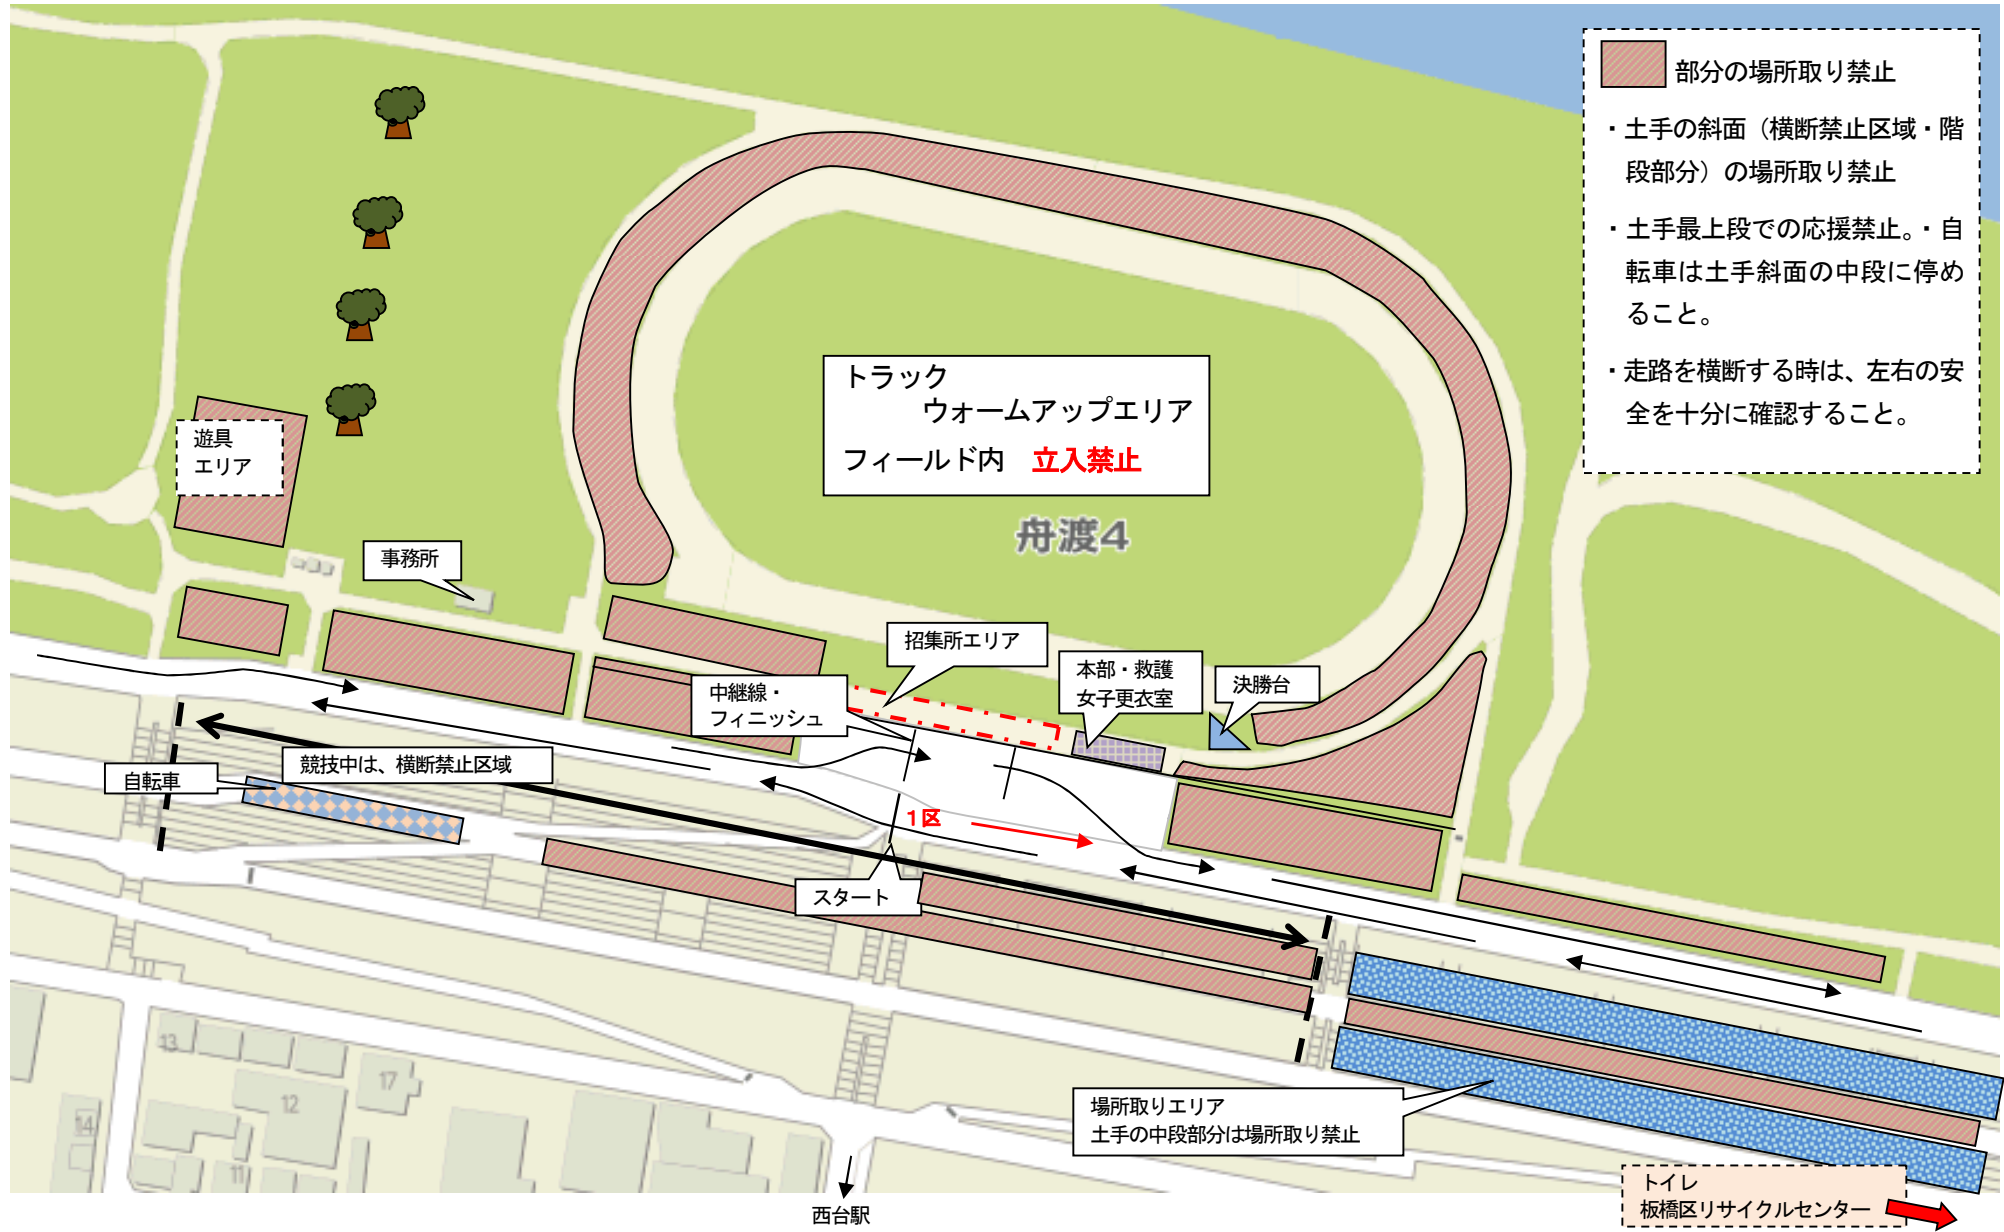 部分の場所取り禁止
・土手の斜面（横断禁止区域・階
段部分）の場所取り禁止
・土手最上段での応援禁止。・自
転車は土手斜面の中段に停め
ること。
・走路を横断する時は、左右の安
全を十分に確認すること。
トラック
ウォームアップエリア
フィールド内 立入禁止
舟渡4
遊具
エリア
事務所
招集所エリア
本部・救護
女子更衣室
決勝台
中継線・
フィニッシュ
競技中は、横断禁止区域
自転車
1区
スタート
場所取りエリア
土手の中段部分は場所取り禁止
13
17
12
14
11
西台駅
トイレ
板橋区リサイクルセンター